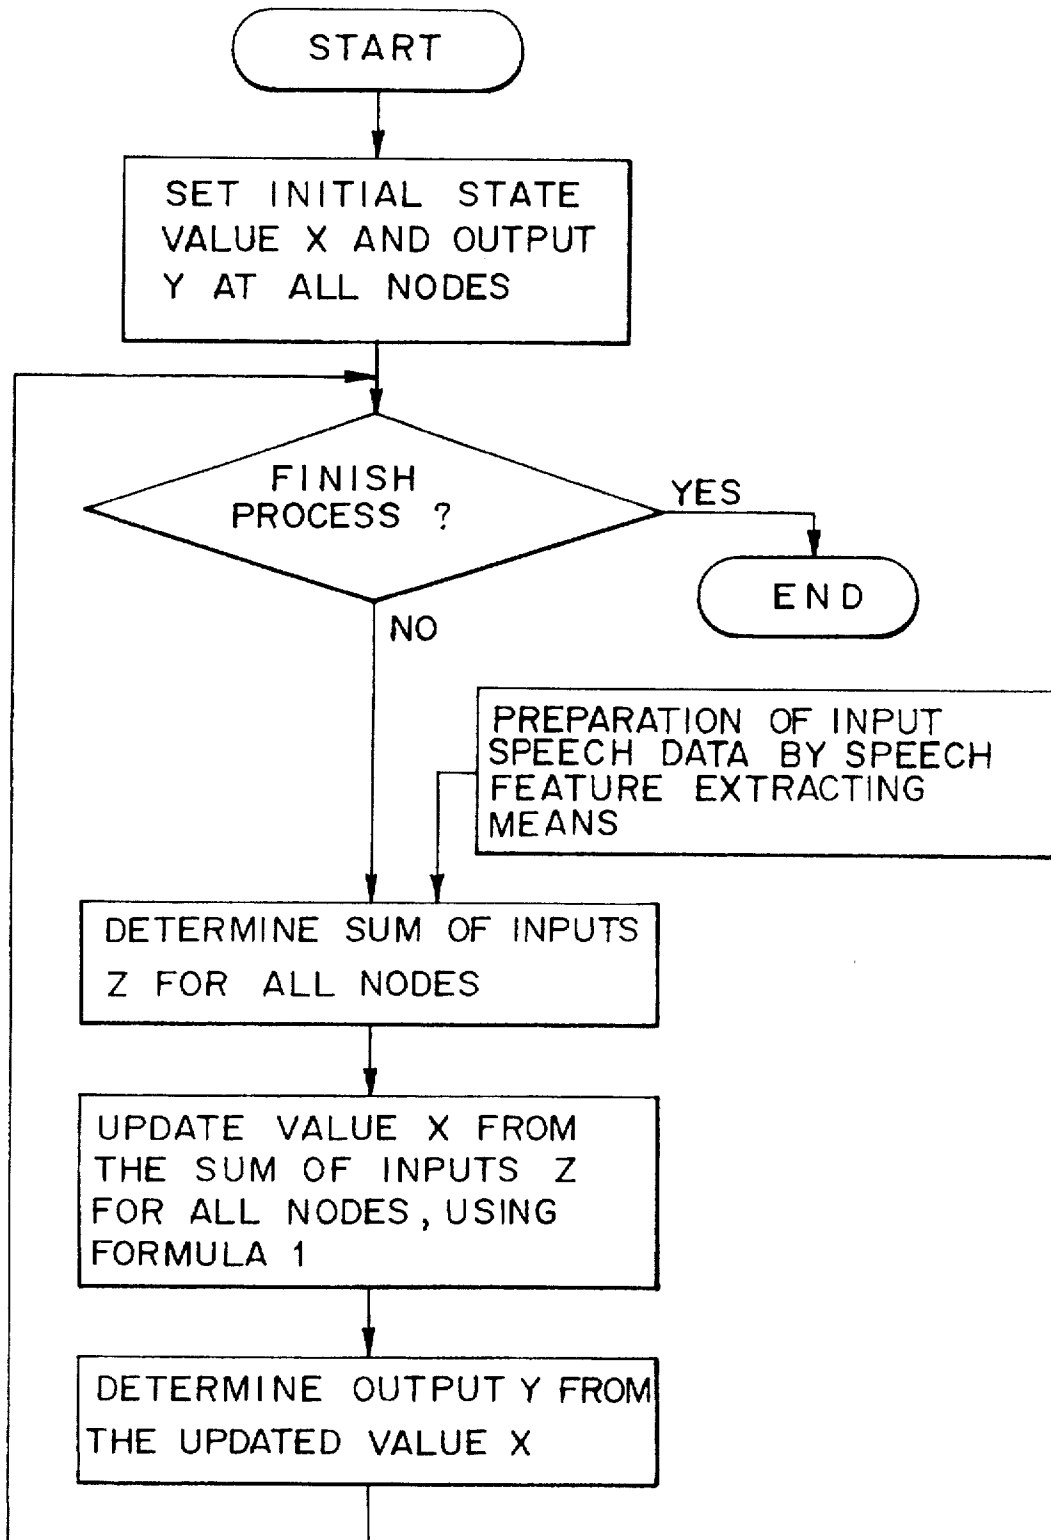 START
SET INITIAL STATE
VALUE X AND OUTPUT
Y AT ALL NODES
FINISH
PROCESS ?
YES
END
NO
PREPARATION OF INPUT
SPEECH DATA BY SPEECH
FEATURE EXTRACTING
MEANS
DETERMINE SUM OF INPUTS
Z FOR ALL NODES
UPDATE VALUE X FROM
THE SUM OF INPUTS Z
FOR ALL NODES, USING
FORMULA 1
DETERMINE OUTPUT Y FROM
THE UPDATED VALUE X